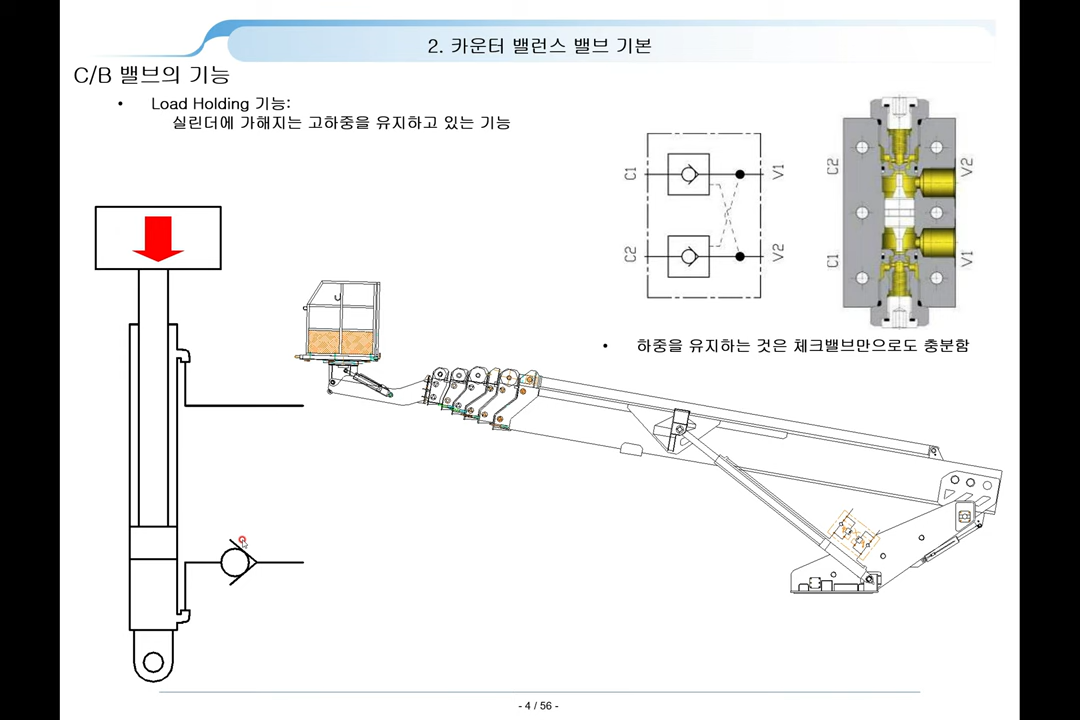 2. 카운터 밸런스 밸브 기본
C/B 밸브의 기능
• Load Holding 기능:
실린더에 가해지는 고하중을 유지하고 있는 기능
C1
V1
C2
V2
C2
V2
C1
V1
• 하중을 유지하는 것은 체크밸브만으로도 충분함
- 4 / 56 -